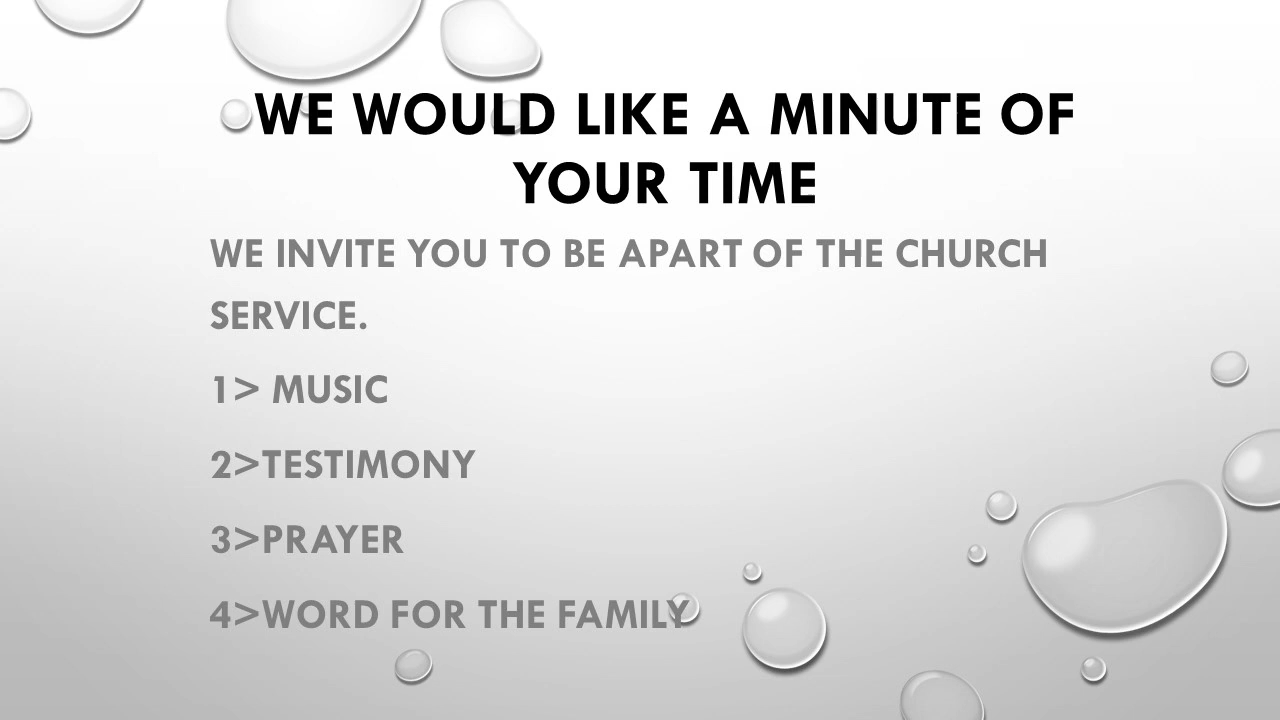 WE WOULD LIKE A MINUTE OF
YOUR TIME
WE INVITE YOU TO BE APART OF THE CHURCH
SERVICE.
1> MUSIC
2>TESTIMONY
3>PRAYER
4>WORD FOR THE FAMILY